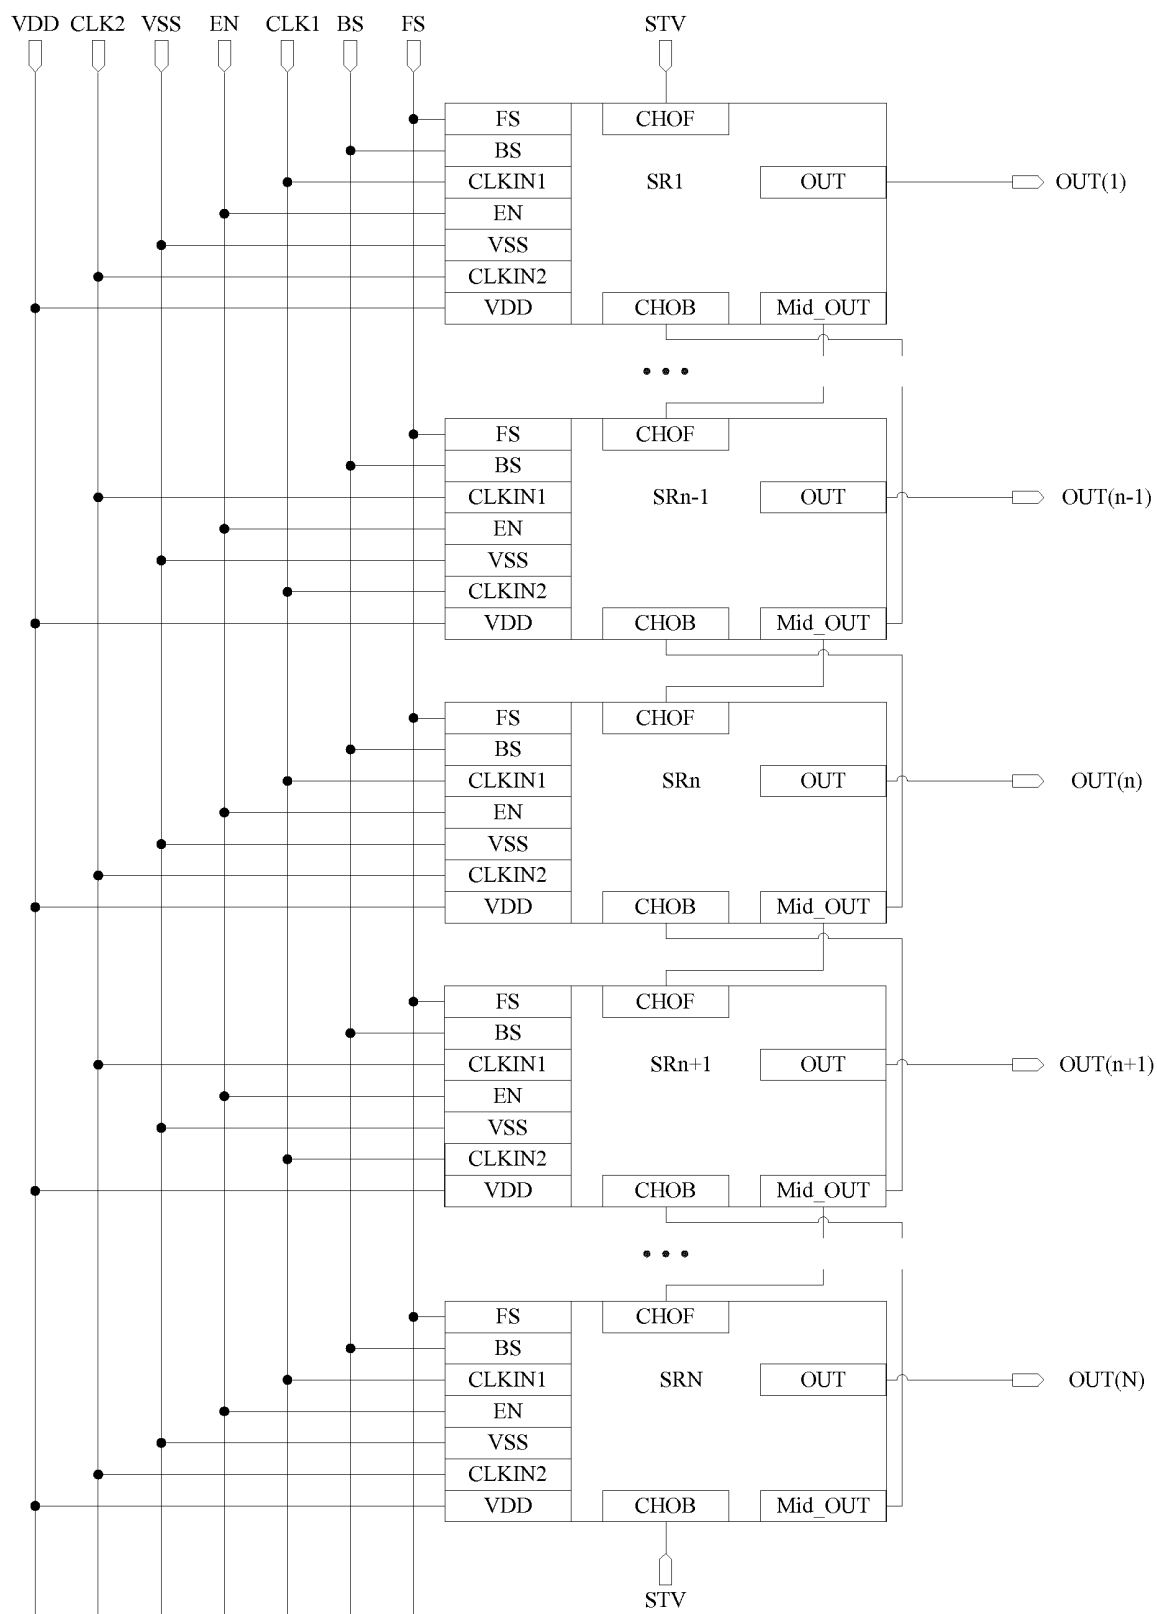 VDD CLK2 VSS EN CLK1 BS FS STV
FS CHOF
BS
CLKIN1 SR1 OUT OUT(1)
EN
VSS
CLKIN2
VDD CHOB Mid_OUT
FS CHOF
BS
CLKIN1 SRn-1 OUT OUT(n-1)
EN
VSS
CLKIN2
VDD CHOB Mid_OUT
FS CHOF
BS
CLKIN1 SRn OUT OUT(n)
EN
VSS
CLKIN2
VDD CHOB Mid_OUT
FS CHOF
BS
CLKIN1 SRn+1 OUT OUT(n+1)
EN
VSS
CLKIN2
VDD CHOB Mid_OUT
FS CHOF
BS
CLKIN1 SRN OUT OUT(N)
EN
VSS
CLKIN2
VDD CHOB Mid_OUT
STV